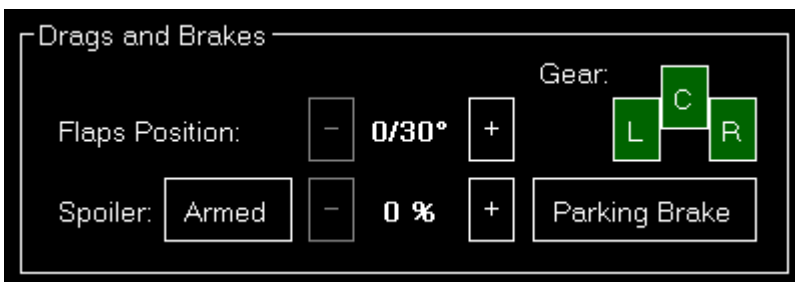 Drags and Brakes
Gear:
C
Flaps Position: − 0/30° + L R
Spoiler: Armed − 0 % + Parking Brake